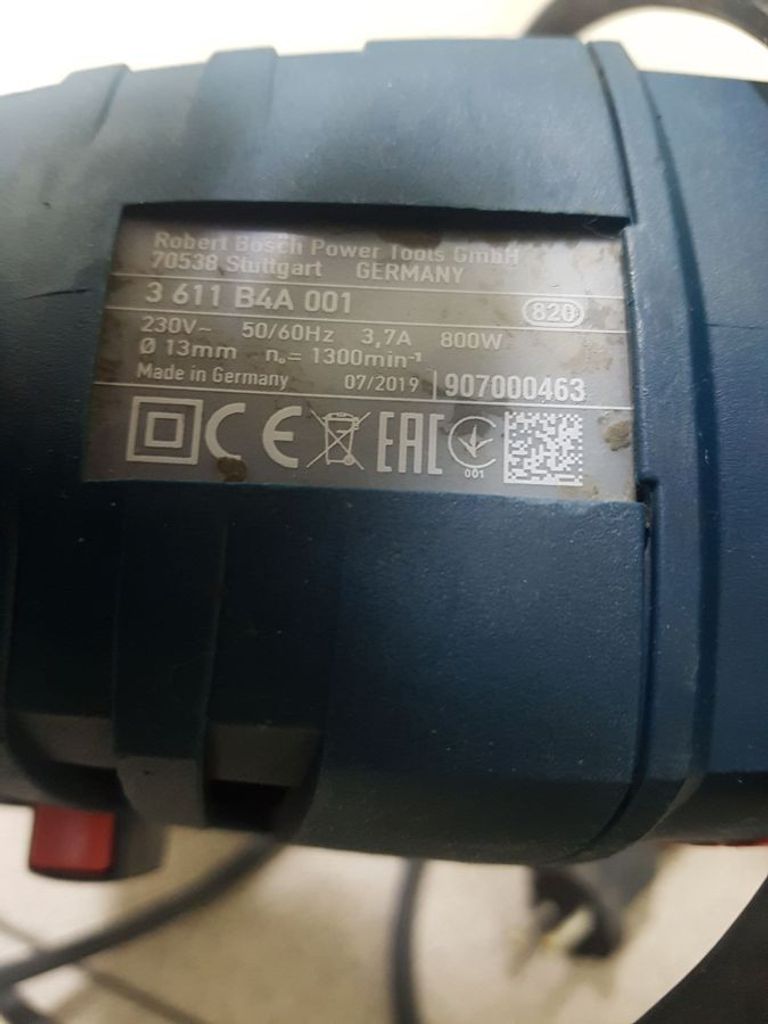 Robert Bosch Power Tools GmbH
70538 Stuttgart GERMANY
3 611 B4A 001 820
230V~ 50/60Hz 3,7A 800W
Ø 13mm n₀= 1300min⁻¹
Made in Germany 07/2019 907000463
CE EAC
001